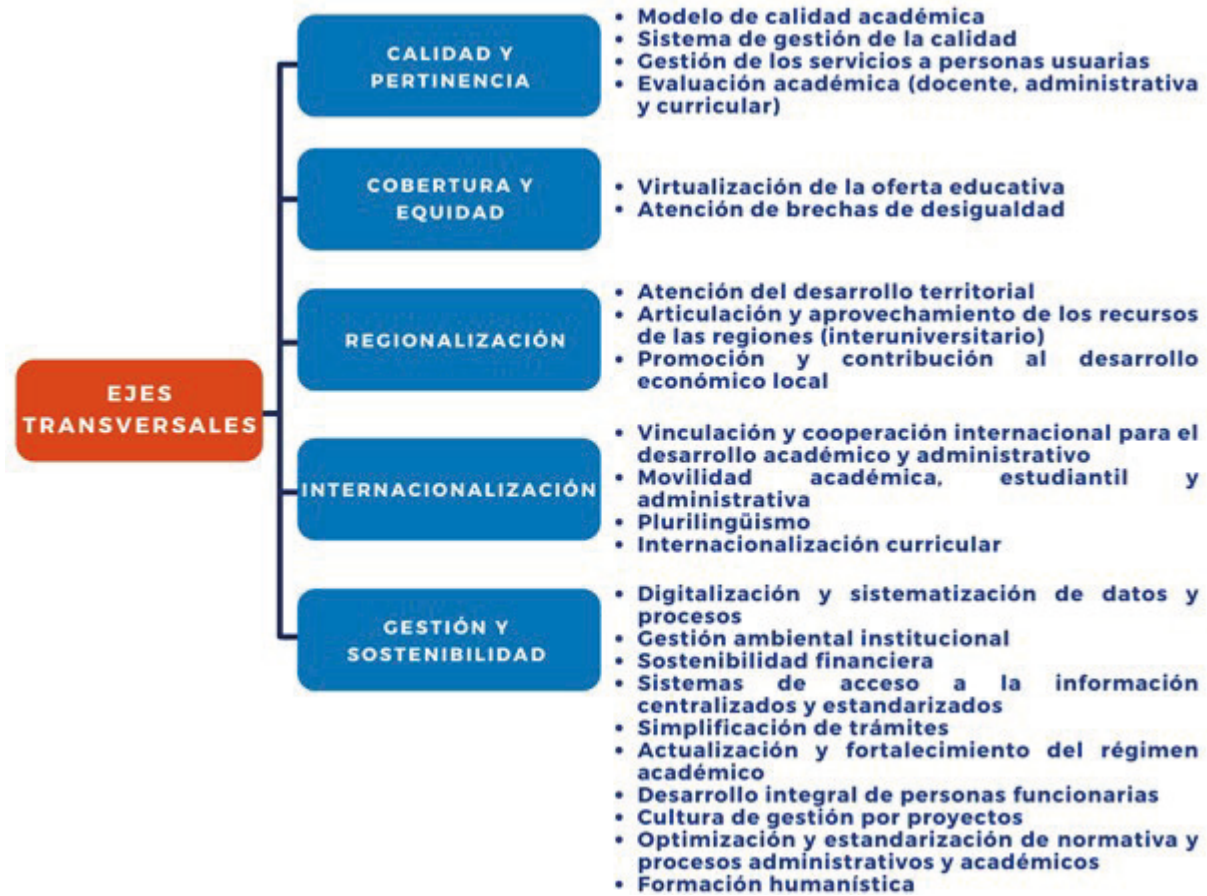 EJES
TRANSVERSALES
CALIDAD Y
PERTINENCIA
• Modelo de calidad académica
• Sistema de gestión de la calidad
• Gestión de los servicios a personas usuarias
• Evaluación académica (docente, administrativa
y curricular)
COBERTURA Y
EQUIDAD
• Virtualización de la oferta educativa
• Atención de brechas de desigualdad
REGIONALIZACIÓN
• Atención del desarrollo territorial
• Articulación y aprovechamiento de los recursos
de las regiones (interuniversitario)
• Promoción y contribución al desarrollo
económico local
INTERNACIONALIZACIÓN
• Vinculación y cooperación internacional para el
desarrollo académico y administrativo
• Movilidad académica, estudiantil y
administrativa
• Plurilingüismo
• Internacionalización curricular
GESTIÓN Y
SOSTENIBILIDAD
• Digitalización y sistematización de datos y
procesos
• Gestión ambiental institucional
• Sostenibilidad financiera
• Sistemas de acceso a la información
centralizados y estandarizados
• Simplificación de trámites
• Actualización y fortalecimiento del régimen
académico
• Desarrollo integral de personas funcionarias
• Cultura de gestión por proyectos
• Optimización y estandarización de normativa y
procesos administrativos y académicos
• Formación humanística